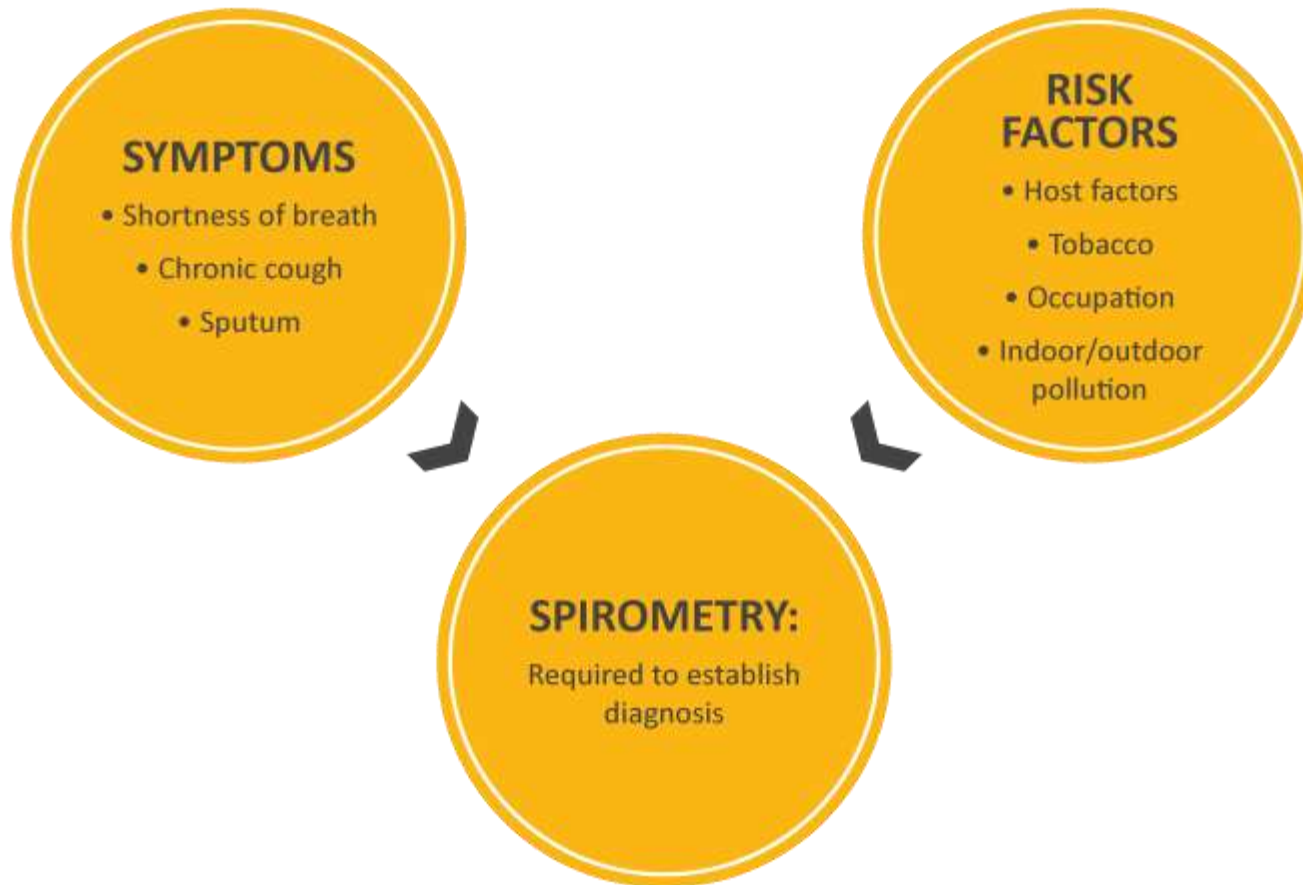 SYMPTOMS
• Shortness of breath
• Chronic cough
• Sputum
RISK
FACTORS
• Host factors
• Tobacco
• Occupation
• Indoor/outdoor
pollution
SPIROMETRY:
Required to establish
diagnosis